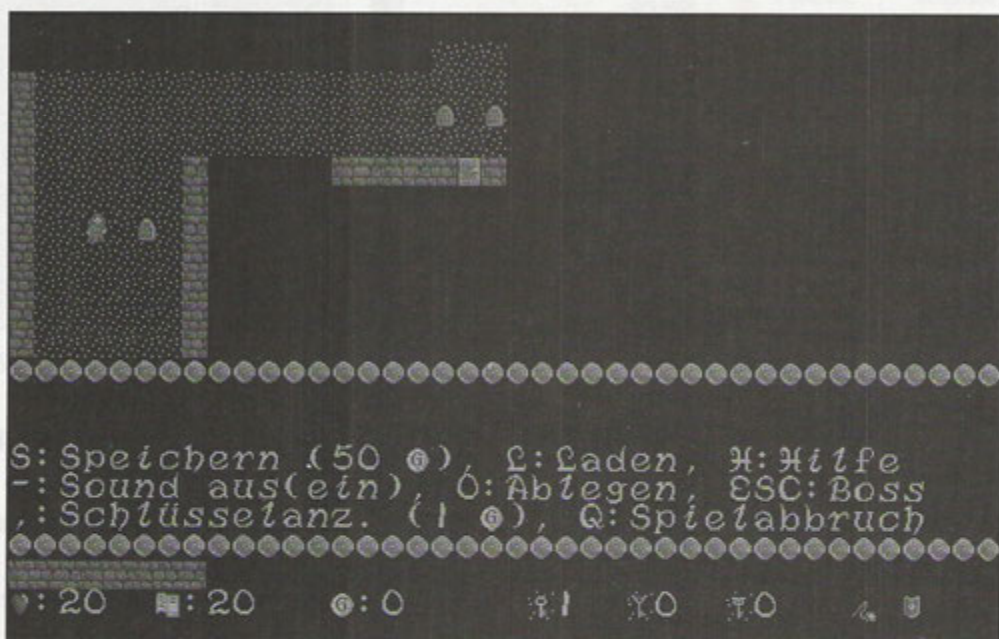 S: Speichern (50 G), L: Laden, H: Hilfe
-: Sound aus(ein), O: Ablegen, ESC: Boss
,: Schlüsselanz. (1 G), Q: Spielabbruch
: 20 : 20 G: 0 1 0 0